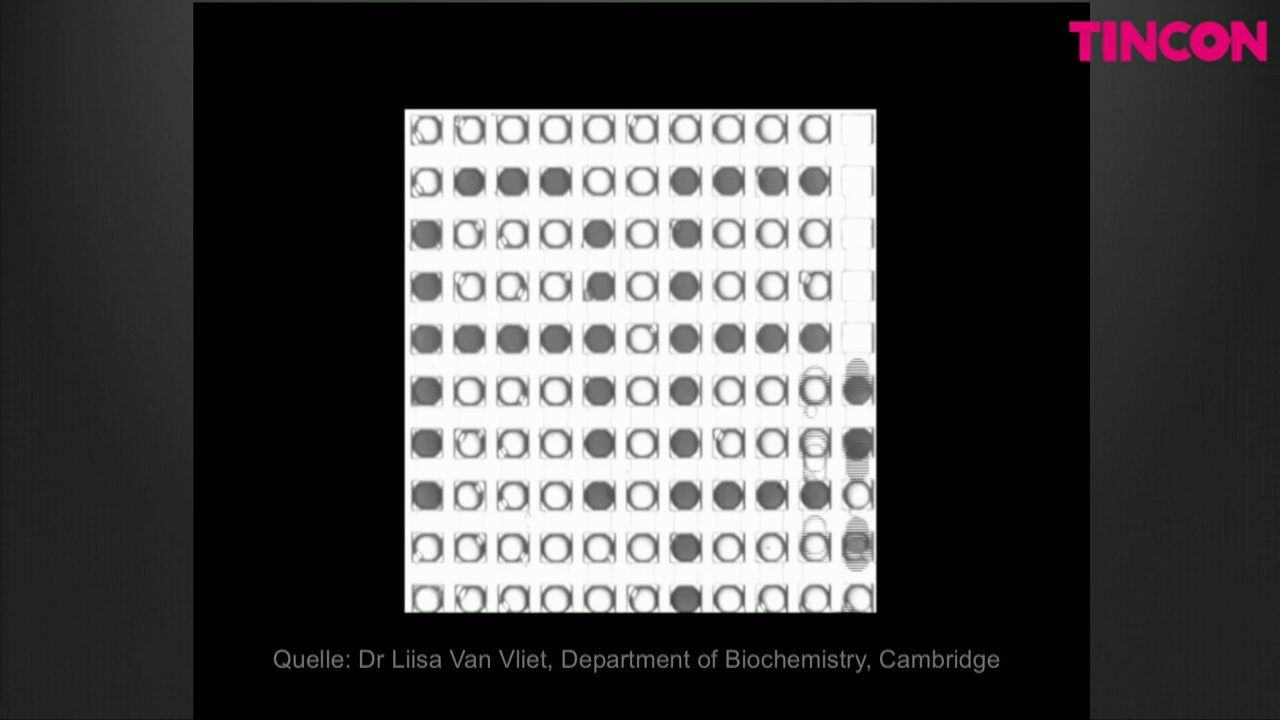 TINCON
Quelle: Dr Liisa Van Vliet, Department of Biochemistry, Cambridge